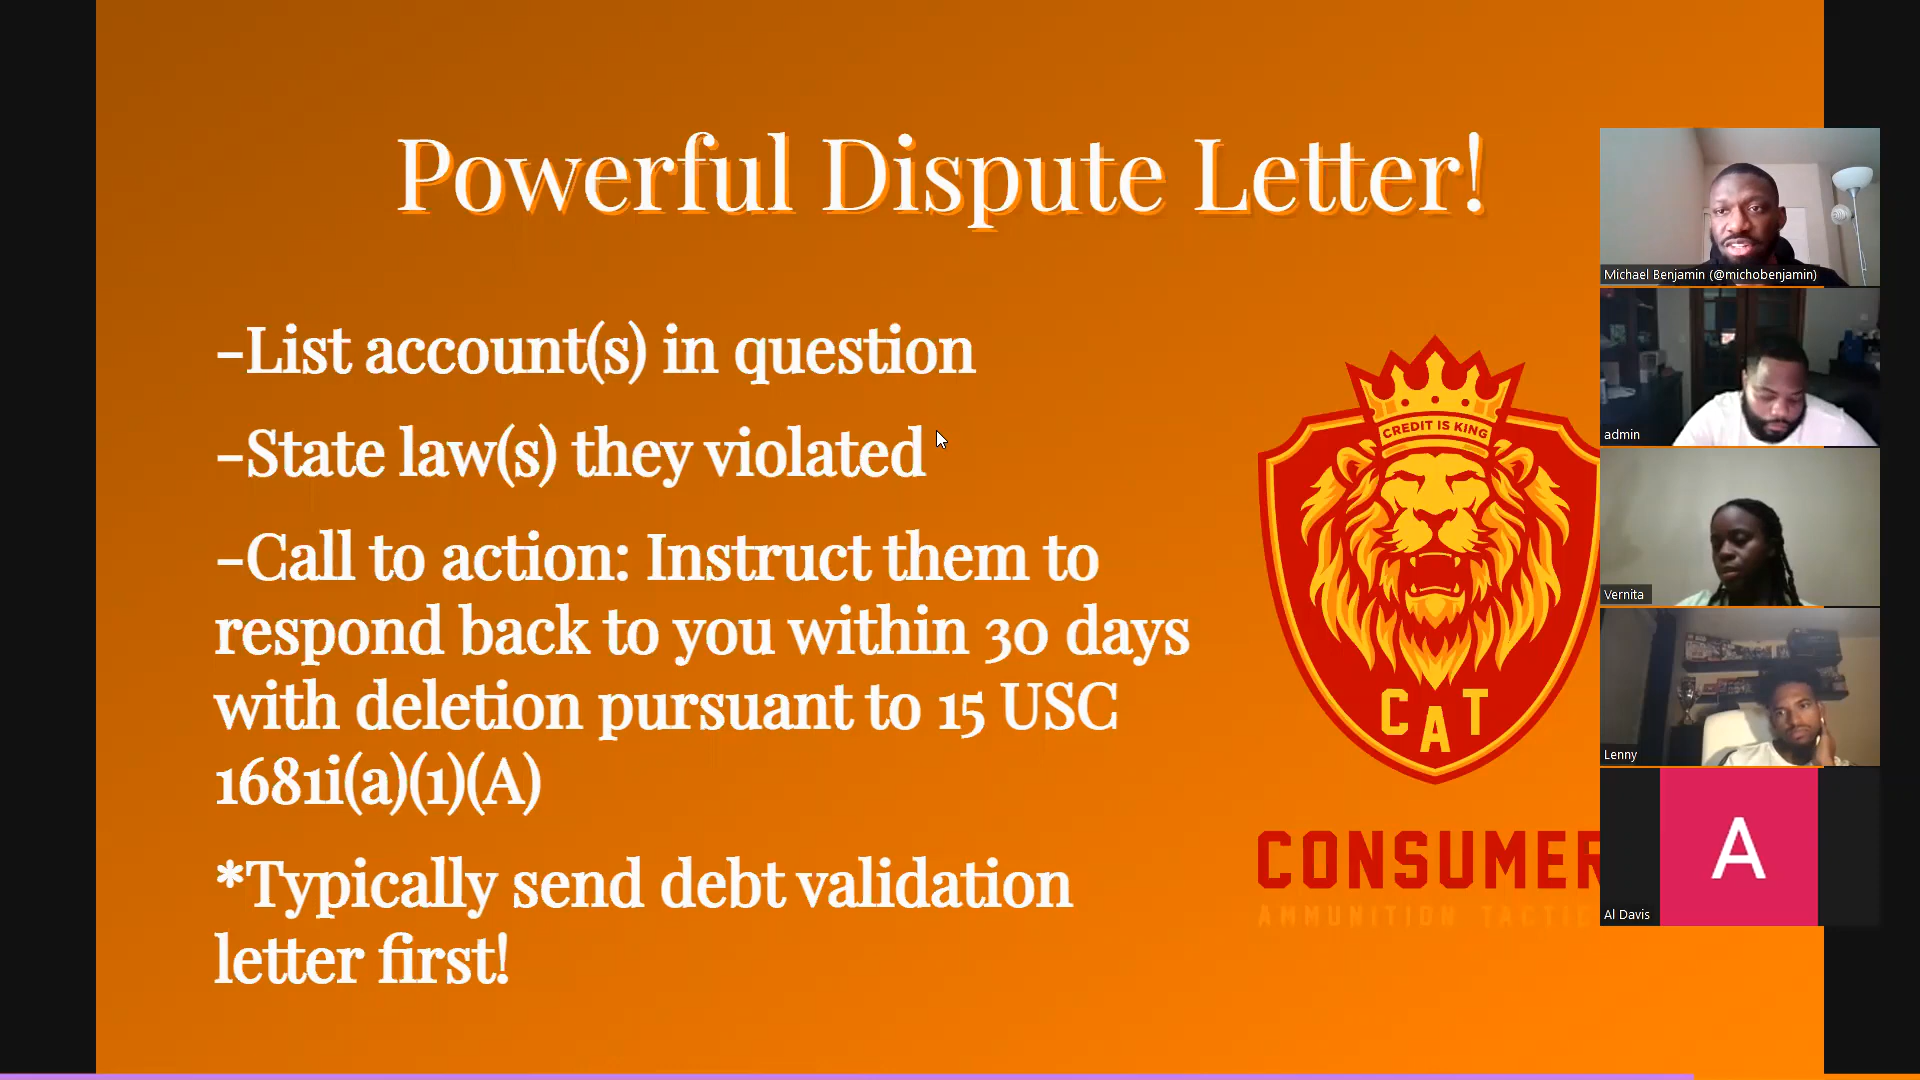 Powerful Dispute Letter!
-List account(s) in question
-State law(s) they violated
-Call to action: Instruct them to
respond back to you within 30 days
with deletion pursuant to 15 USC
1681i(a)(1)(A)
*Typically send debt validation
letter first!
CREDIT IS KING
CAT
CONSUMER
AMMUNITION
Michael Benjamin (@michobenjamin)
admin
Vernita
Lenny
A
Al Davis